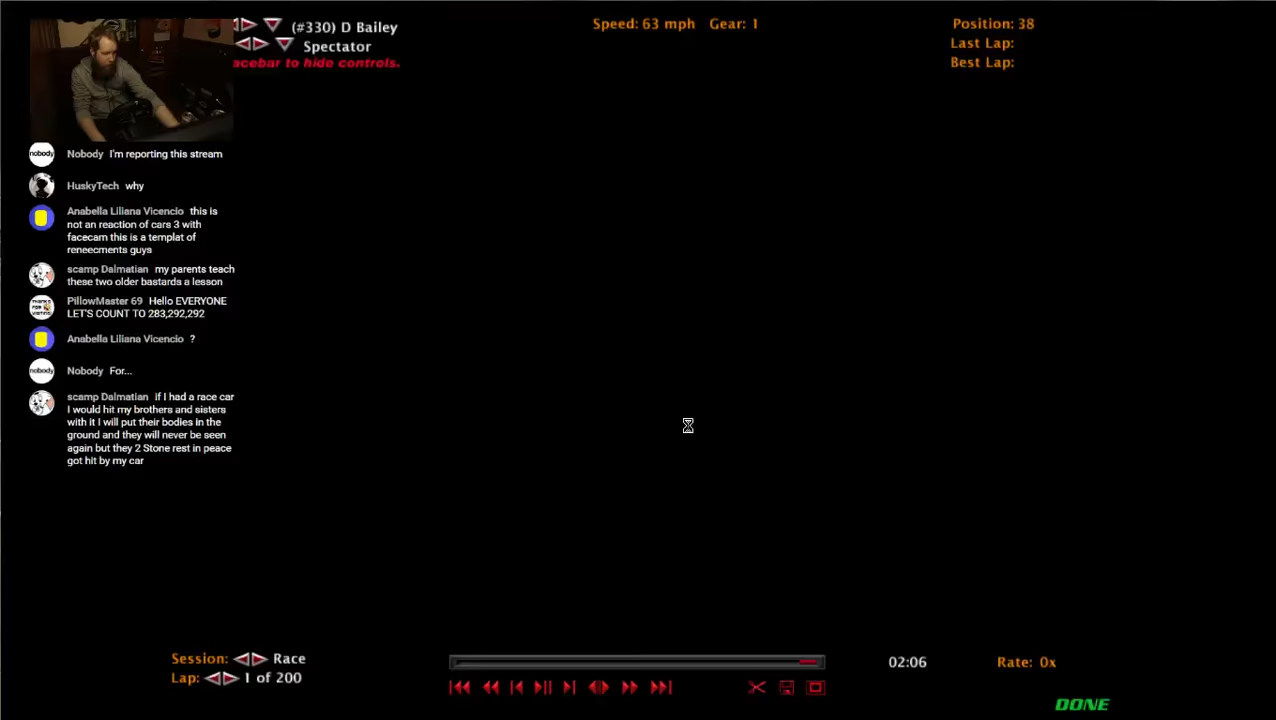 (#330) D Bailey
Spectator
acebar to hide controls.
Speed: 63 mph Gear: 1
Position: 38
Last Lap:
Best Lap:
nobody Nobody I'm reporting this stream
HuskyTech why
Anabella Liliana Vicencio this is
not an reaction of cars 3 with
facecam this is a templat of
reneecments guys
scamp Dalmatian my parents teach
these two older bastards a lesson
PillowMaster 69 Hello EVERYONE
LET'S COUNT TO 283,292,292
Anabella Liliana Vicencio ?
nobody Nobody For...
scamp Dalmatian if I had a race car
I would hit my brothers and sisters
with it I will put their bodies in the
ground and they will never be seen
again but they 2 Stone rest in peace
got hit by my car
Session: Race
Lap: 1 of 200
02:06
Rate: 0x
DONE